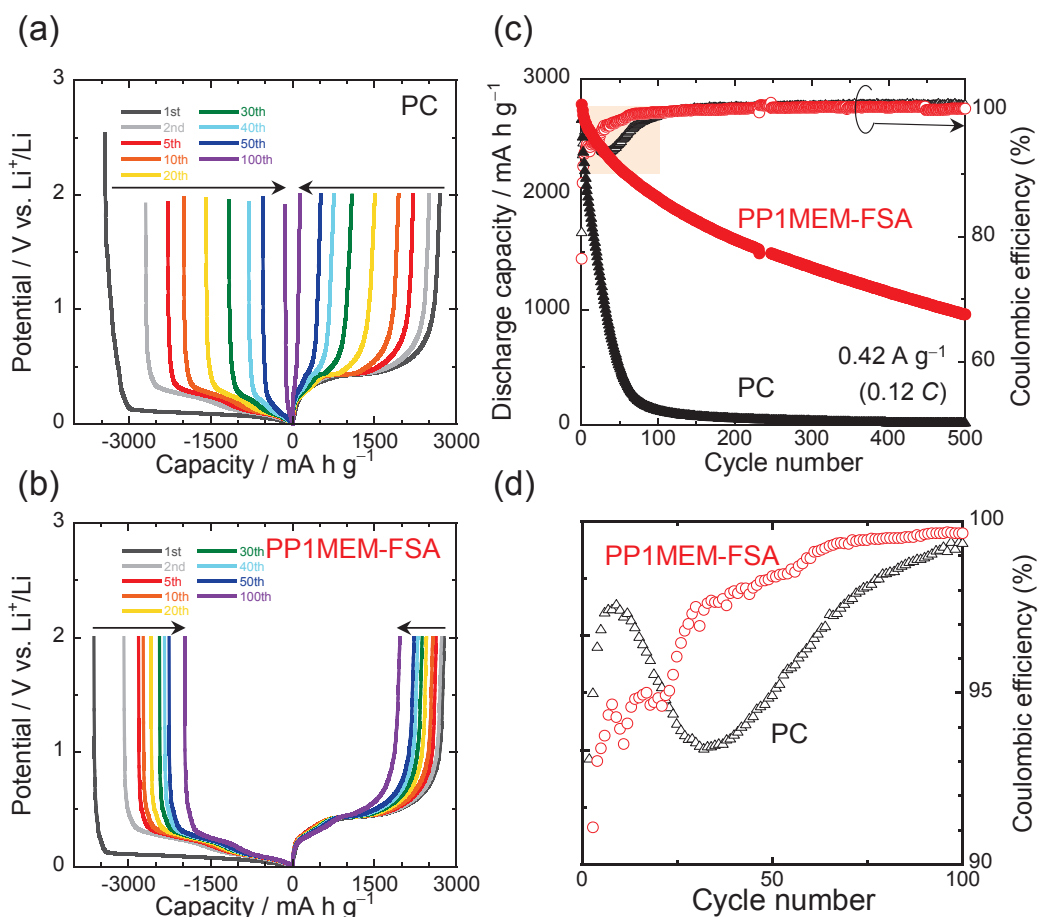 (a)
PC
1st
2nd
5th
10th
20th
30th
40th
50th
100th
Potential / V vs. Li⁺/Li
3
2
1
0
-3000 -1500 0 1500 3000
Capacity / mA h g⁻¹
(b)
PP1MEM-FSA
1st
2nd
5th
10th
20th
30th
40th
50th
100th
Potential / V vs. Li⁺/Li
3
2
1
0
-3000 -1500 0 1500 3000
Capacity / mA h g⁻¹
(c)
Discharge capacity / mA h g⁻¹
3000
2000
1000
0
PP1MEM-FSA
PC
0.42 A g⁻¹
(0.12 C)
100
80
60
Coulombic efficiency (%)
0 100 200 300 400 500
Cycle number
(d)
PP1MEM-FSA
PC
100
95
90
Coulombic efficiency (%)
0 50 100
Cycle number